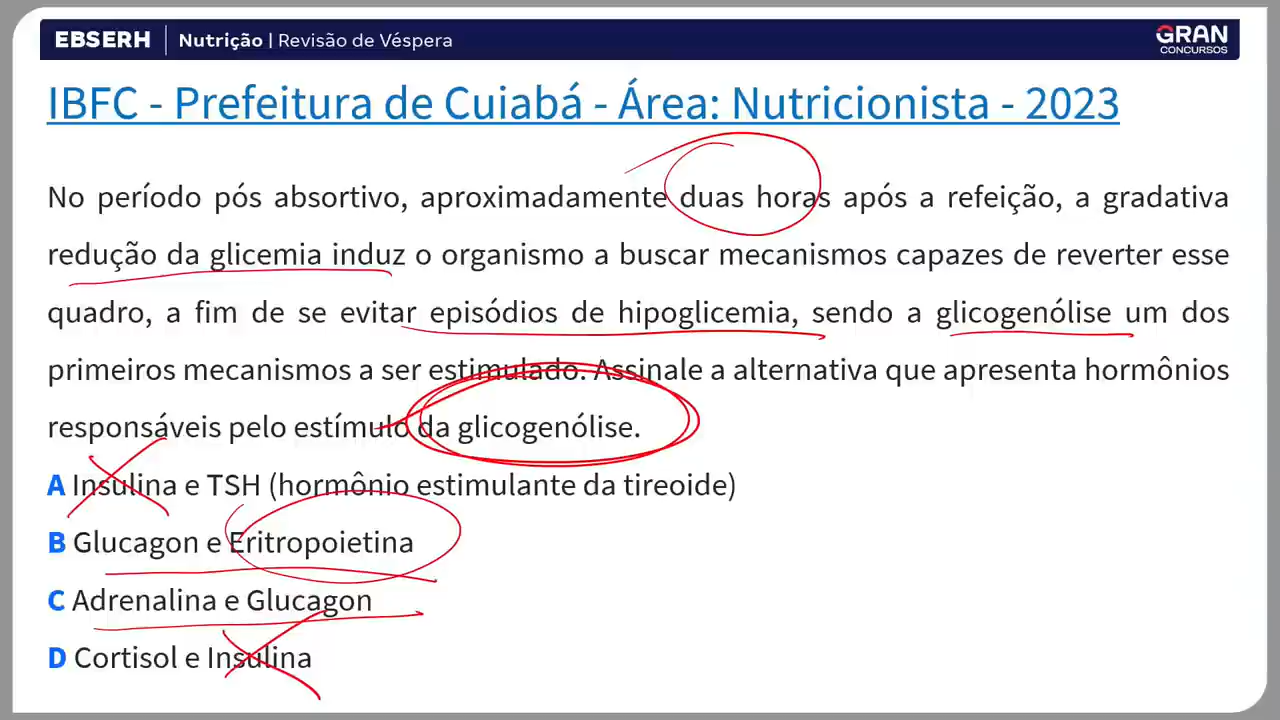 EBSERH | Nutrição | Revisão de Véspera
GRAN CONCURSOS
IBFC - Prefeitura de Cuiabá - Área: Nutricionista - 2023
No período pós absortivo, aproximadamente duas horas após a refeição, a gradativa
redução da glicemia induz o organismo a buscar mecanismos capazes de reverter esse
quadro, a fim de se evitar episódios de hipoglicemia, sendo a glicogenólise um dos
primeiros mecanismos a ser estimulado. Assinale a alternativa que apresenta hormônios
responsáveis pelo estímulo da glicogenólise.
A Insulina e TSH (hormônio estimulante da tireoide)
B Glucagon e Eritropoietina
C Adrenalina e Glucagon
D Cortisol e Insulina